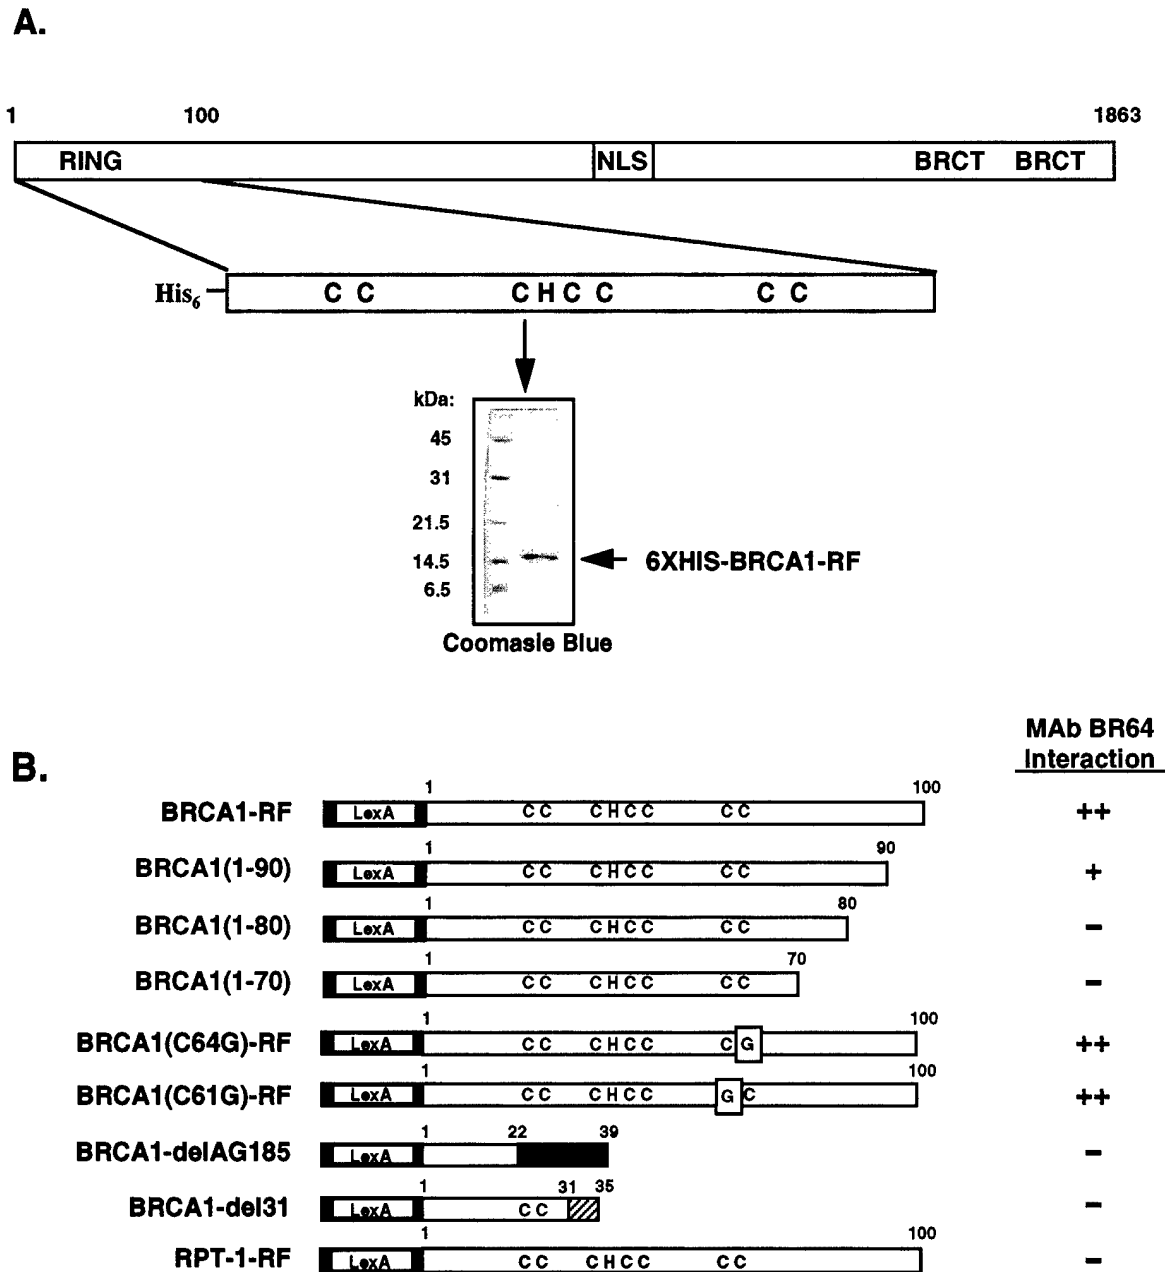 A.
1 100 1863
RING NLS BRCT BRCT
His6 C C C H C C C C
kDa:
45
31
21.5
14.5
6.5
6XHIS-BRCA1-RF
Coomasie Blue
MAb BR64
Interaction
B.
1 100
BRCA1-RF LexA C C C H C C C C ++
1 90
BRCA1(1-90) LexA C C C H C C C C +
1 80
BRCA1(1-80) LexA C C C H C C C C −
1 70
BRCA1(1-70) LexA C C C H C C C C −
1 100
BRCA1(C64G)-RF LexA C C C H C C C G ++
1 100
BRCA1(C61G)-RF LexA C C C H C C G C ++
1 22 39
BRCA1-delAG185 LexA −
1 31 35
BRCA1-del31 LexA C C −
1 100
RPT-1-RF LexA C C C H C C C C −